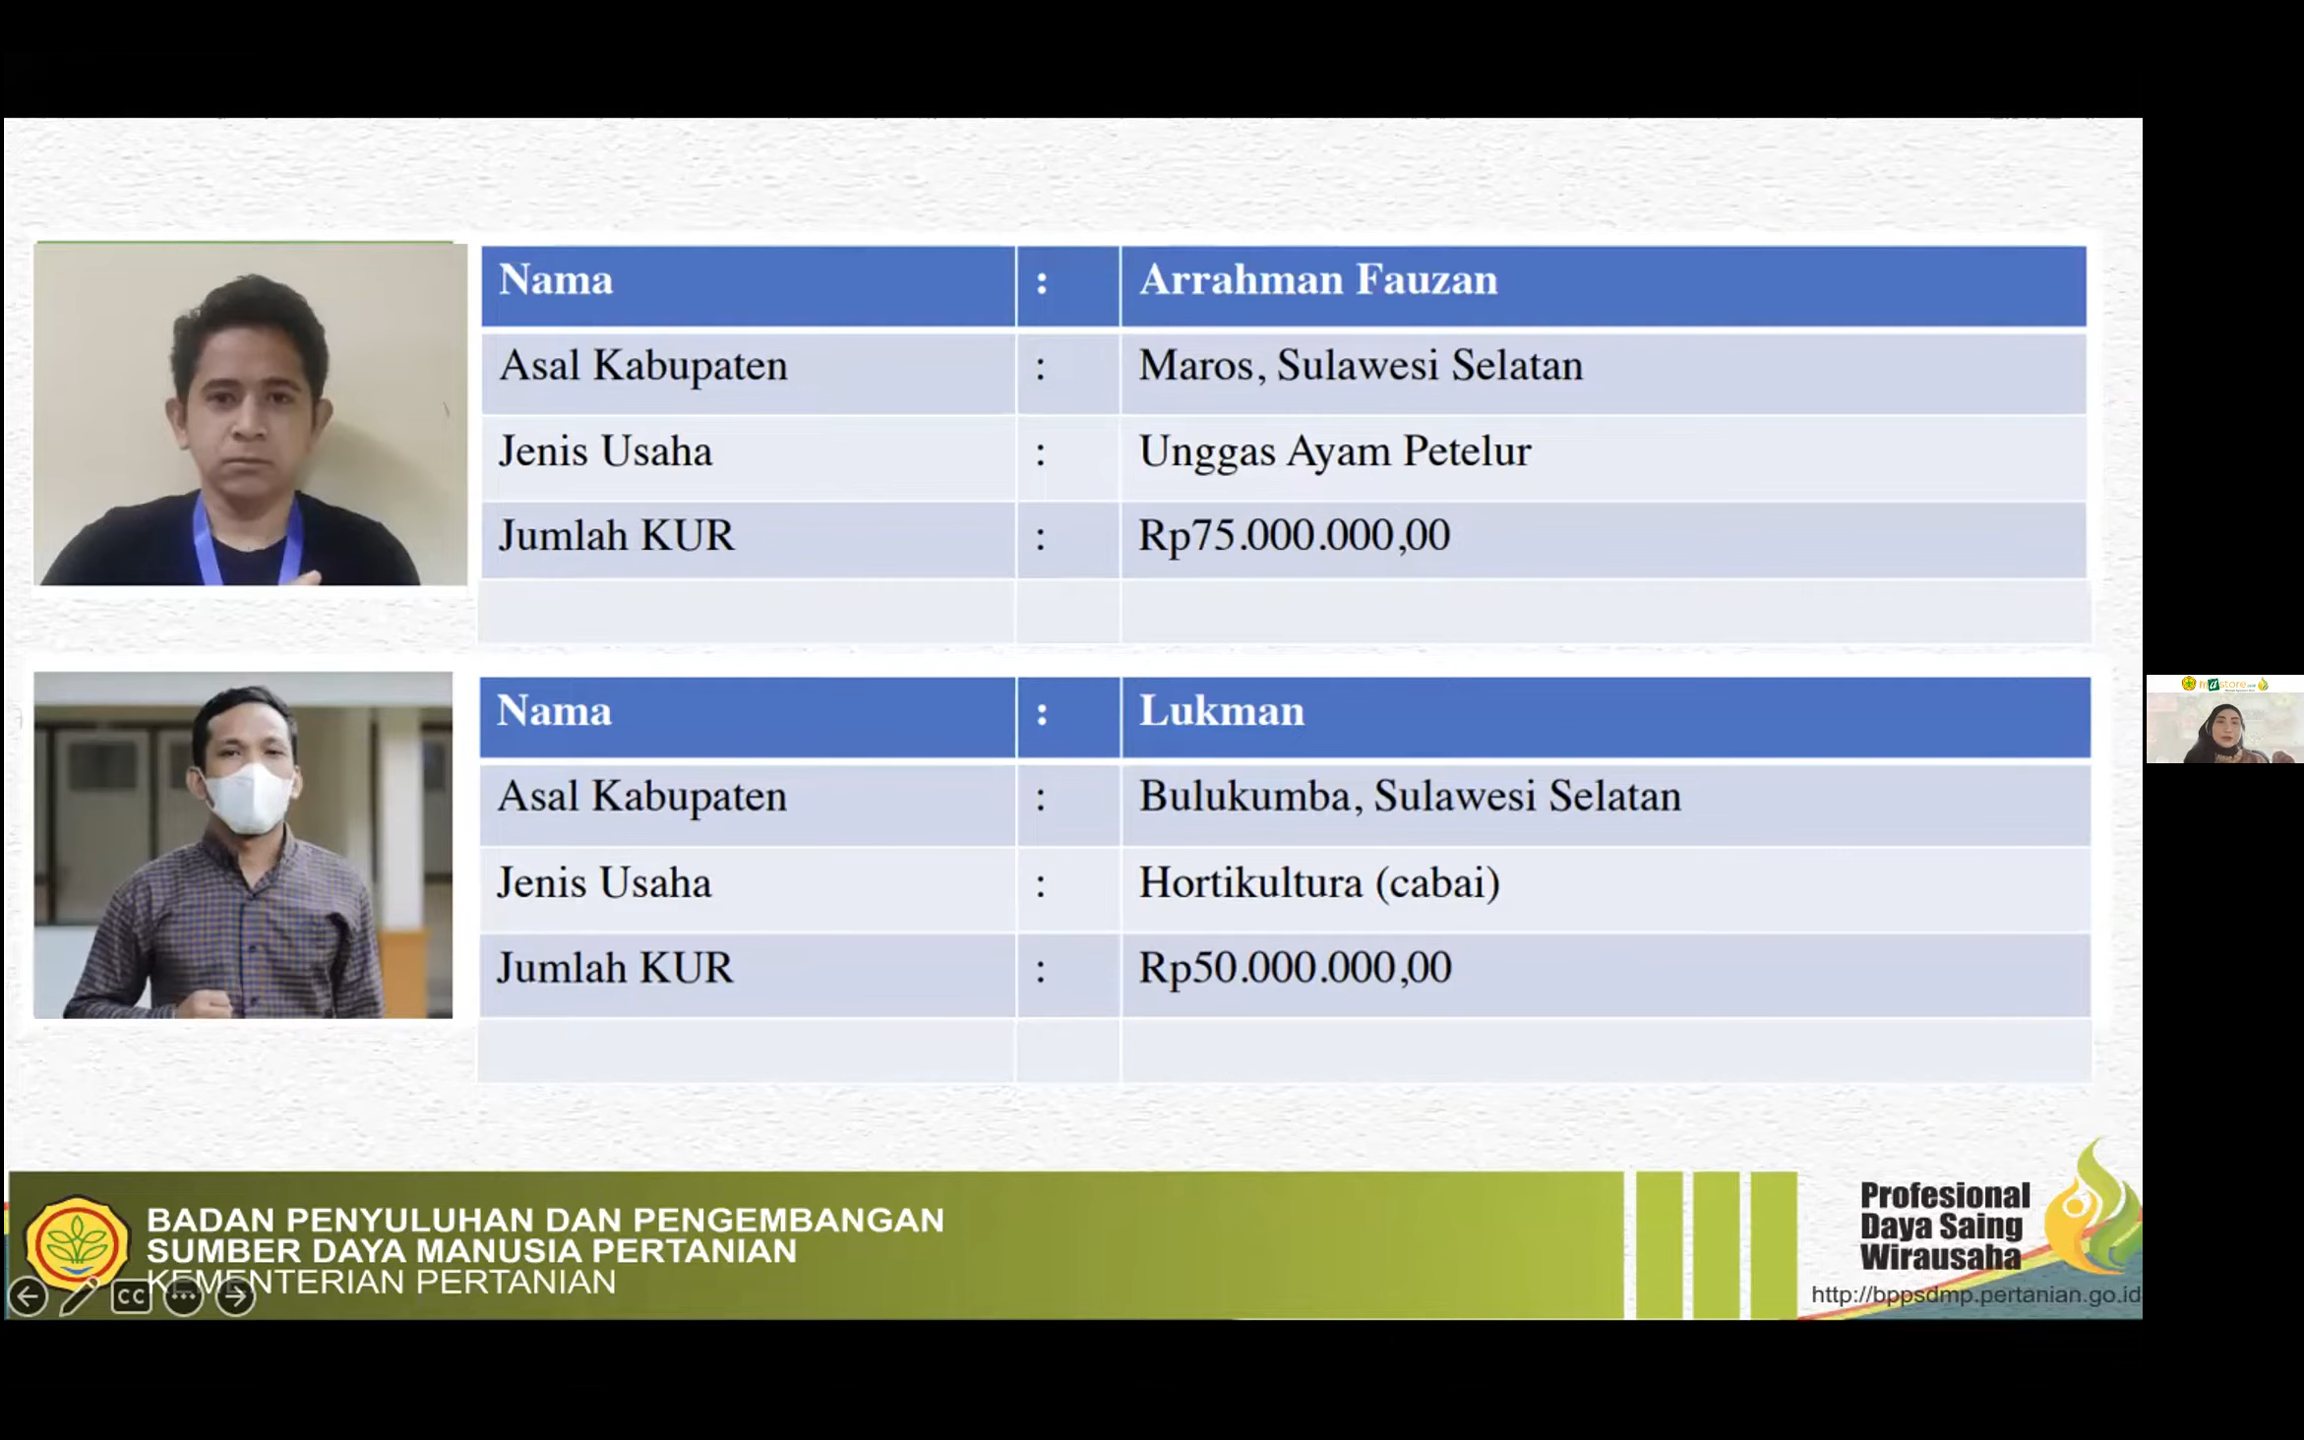 Nama : Arrahman Fauzan
Asal Kabupaten : Maros, Sulawesi Selatan
Jenis Usaha : Unggas Ayam Petelur
Jumlah KUR : Rp75.000.000,00
Nama : Lukman
Asal Kabupaten : Bulukumba, Sulawesi Selatan
Jenis Usaha : Hortikultura (cabai)
Jumlah KUR : Rp50.000.000,00
BADAN PENYULUHAN DAN PENGEMBANGAN
SUMBER DAYA MANUSIA PERTANIAN
KEMENTERIAN PERTANIAN
CC
Profesional
Daya Saing
Wirausaha
http://bppsdmp.pertanian.go.id